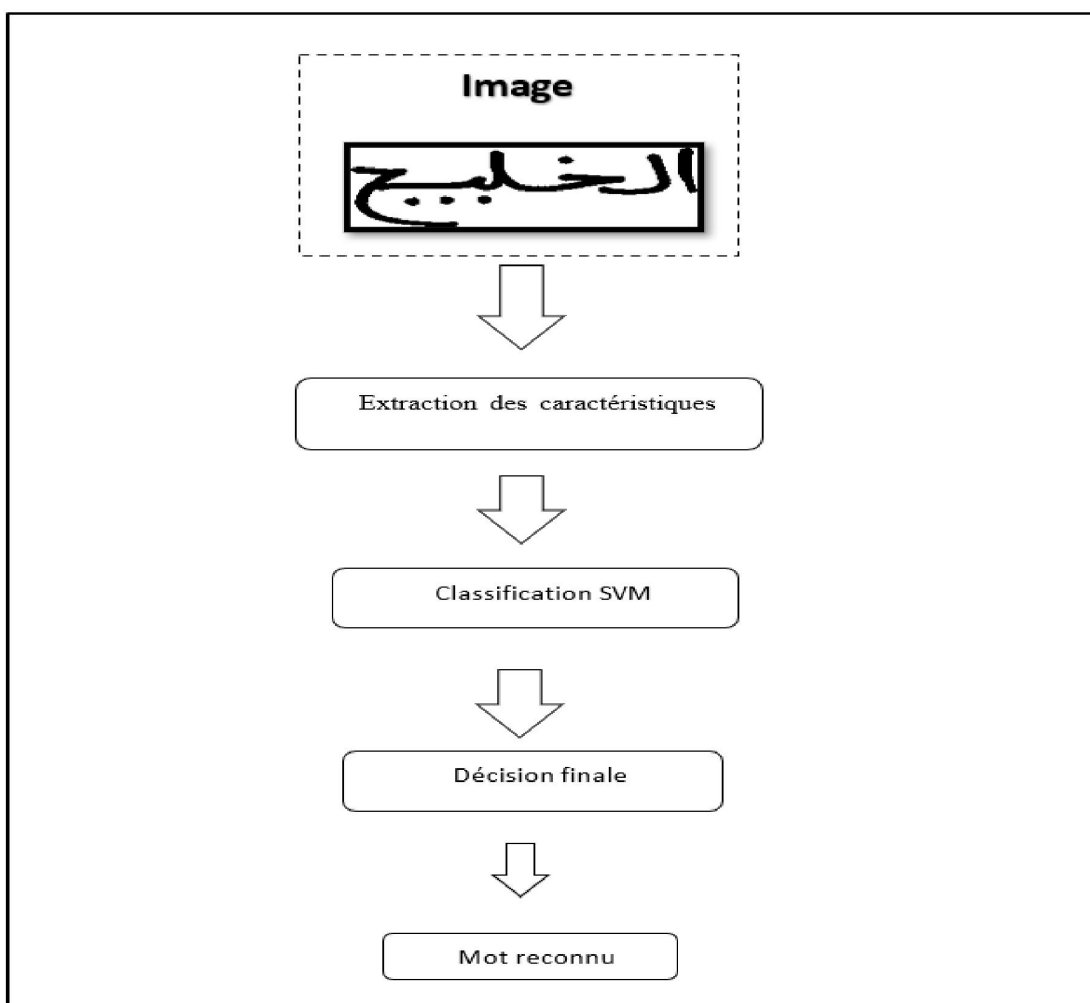 Image
الخليج
Extraction des caractéristiques
Classification SVM
Décision finale
Mot reconnu